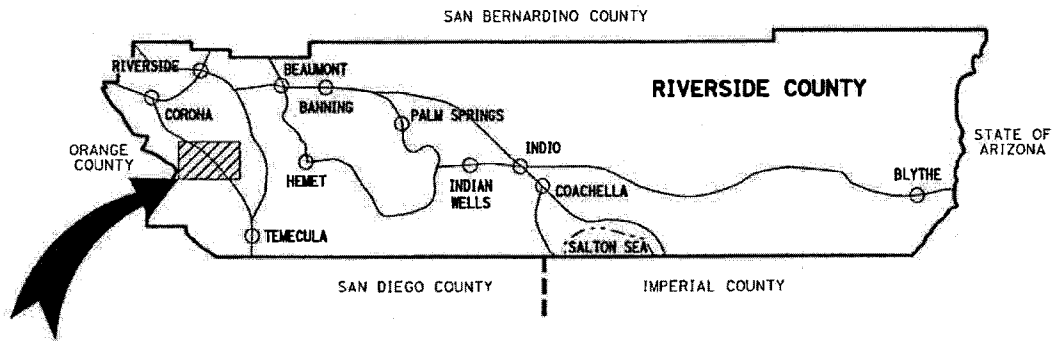 SAN BERNARDINO COUNTY
RIVERSIDE
BEAUMONT
RIVERSIDE COUNTY
CORONA
BANNING
PALM SPRINGS
ORANGE
COUNTY
STATE OF
ARIZONA
HEMET
INDIO
INDIAN
WELLS
COACHELLA
BLYTHE
TEMECULA
SALTON SEA
SAN DIEGO COUNTY
IMPERIAL COUNTY